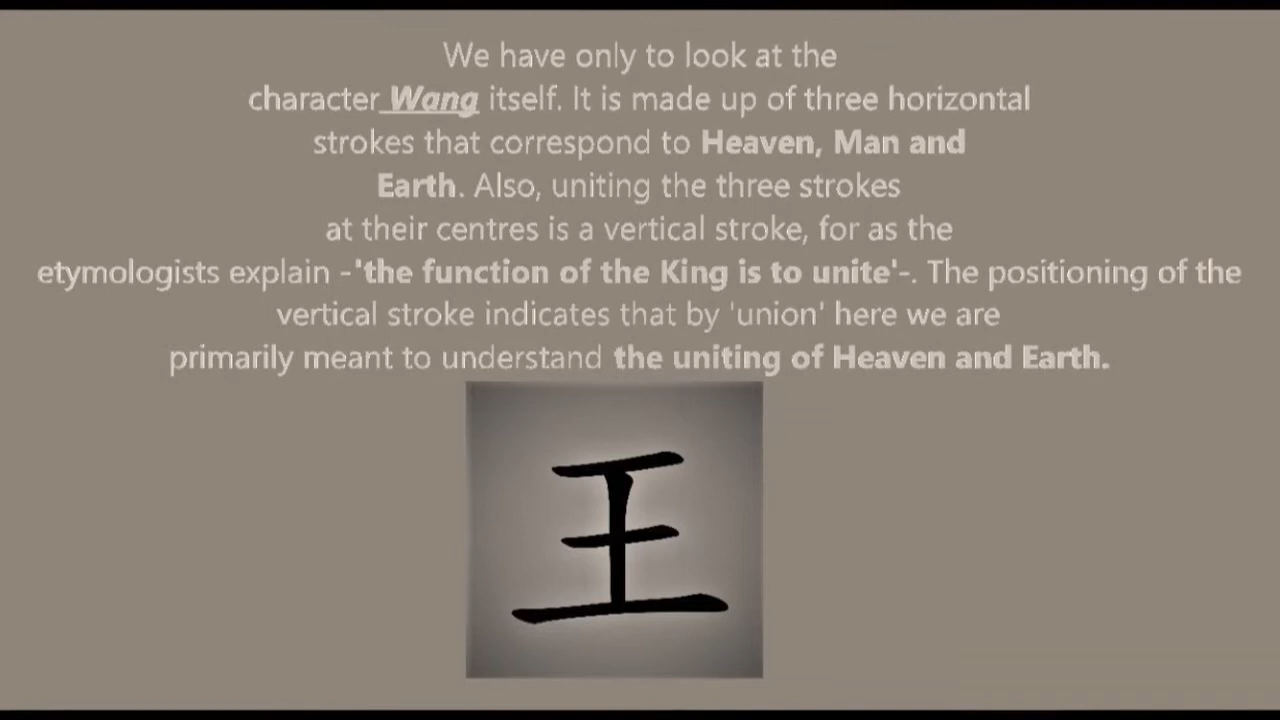 We have only to look at the
character Wang itself. It is made up of three horizontal
strokes that correspond to Heaven, Man and
Earth. Also, uniting the three strokes
at their centres is a vertical stroke, for as the
etymologists explain -'the function of the King is to unite'-. The positioning of the
vertical stroke indicates that by 'union' here we are
primarily meant to understand the uniting of Heaven and Earth.
王